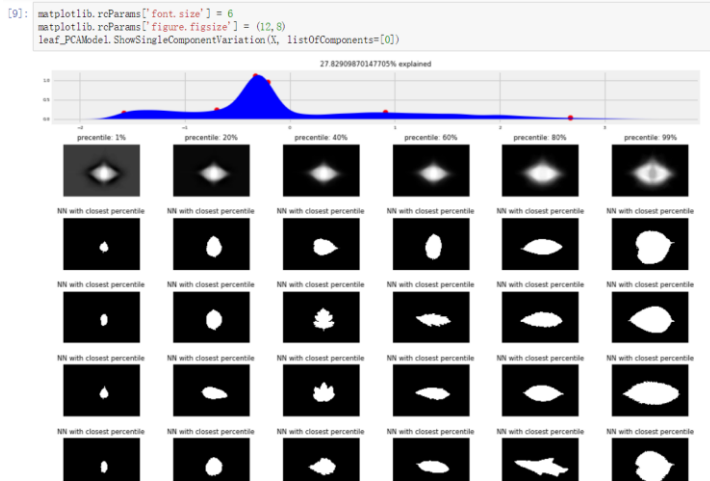 [9]: matplotlib.rcParams['font.size'] = 6
matplotlib.rcParams['figure.figsize'] = (12,8)
leaf_PCAModel.ShowSingleComponentVariation(X, listOfComponents=[0])
27.82909870147705% explained
1.0
0.5
0.0
−2 −1 0 1 2 3
precentile: 1% precentile: 20% precentile: 40% precentile: 60% precentile: 80% precentile: 99%
NN with closest percentile NN with closest percentile NN with closest percentile NN with closest percentile NN with closest percentile NN with closest percentile
NN with closest percentile NN with closest percentile NN with closest percentile NN with closest percentile NN with closest percentile NN with closest percentile
NN with closest percentile NN with closest percentile NN with closest percentile NN with closest percentile NN with closest percentile NN with closest percentile
NN with closest percentile NN with closest percentile NN with closest percentile NN with closest percentile NN with closest percentile NN with closest percentile